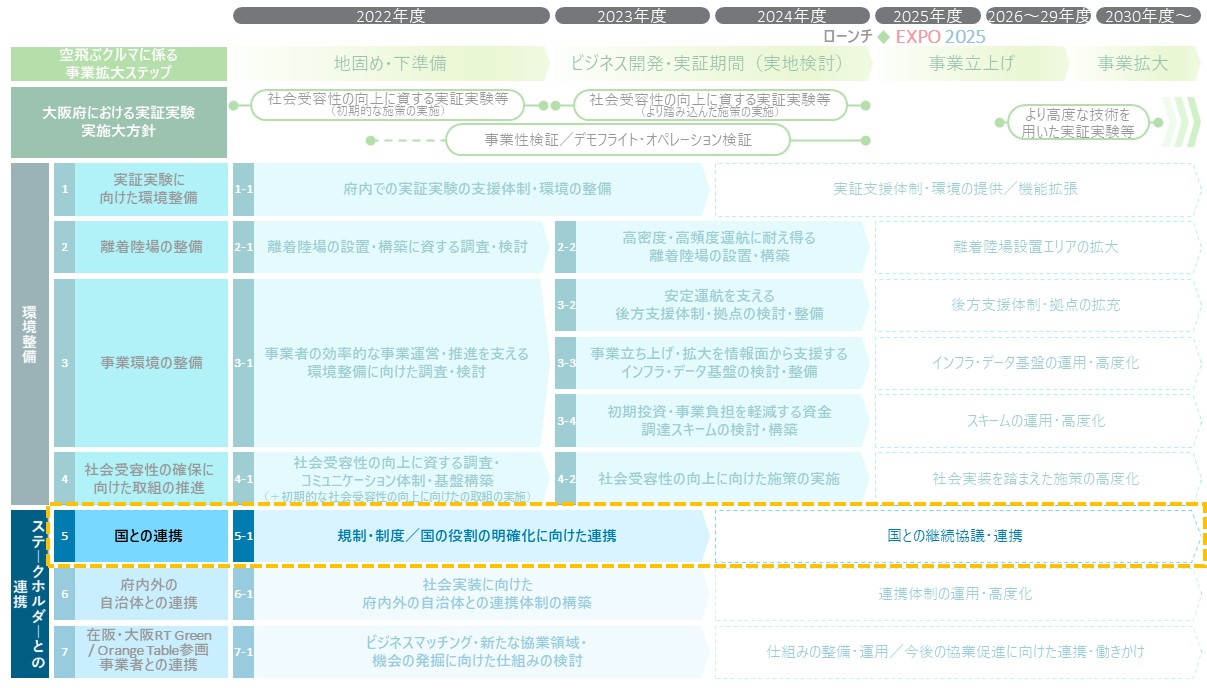 2022年度
2023年度
2024年度
2025年度
2026～29年度
2030年度～
ローンチ◆ EXPO 2025
空飛ぶクルマに係る
事業拡大ステップ
地固め・下準備
ビジネス開発・実証期間（実地検討）
事業立上げ
事業拡大
大阪府における実証実験
実施大方針
社会受容性の向上に資する実証実験等
（初期的な施策の実施）
社会受容性の向上に資する実証実験等
（より踏み込んだ施策の実施）
事業性検証／デモフライト・オペレーション検証
より高度な技術を
用いた実証実験等
環境整備
1
実証実験に
向けた環境整備
1-1
府内での実証実験の支援体制・環境の整備
実証支援体制・環境の提供／機能拡張
2
離着陸場の整備
2-1
離着陸場の設置・構築に資する調査・検討
2-2
高密度・高頻度運航に耐え得る
離着陸場の設置・構築
離着陸場設置エリアの拡大
3
事業環境の整備
3-1
事業者の効率的な事業運営・推進を支える
環境整備に向けた調査・検討
3-2
安定運航を支える
後方支援体制・拠点の検討・整備
後方支援体制・拠点の拡充
3-3
事業立ち上げ・拡大を情報面から支援する
インフラ・データ基盤の検討・整備
インフラ・データ基盤の運用・高度化
3-4
初期投資・事業負担を軽減する資金
調達スキームの検討・構築
スキームの運用・高度化
4
社会受容性の確保に
向けた取組の推進
4-1
社会受容性の向上に資する調査・
コミュニケーション体制・基盤構築
（＋初期的な社会受容性の向上に向けたの取組の実施）
4-2
社会受容性の向上に向けた施策の実施
社会実装を踏まえた施策の高度化
ステークホルダーとの
連携
5
国との連携
5-1
規制・制度／国の役割の明確化に向けた連携
国との継続協議・連携
6
府内外の
自治体との連携
6-1
社会実装に向けた
府内外の自治体との連携体制の構築
連携体制の運用・高度化
7
在阪・大阪RT Green
/ Orange Table参画
事業者との連携
7-1
ビジネスマッチング・新たな協業領域・
機会の発掘に向けた仕組みの検討
仕組みの整備・運用／今後の協業促進に向けた連携・働きかけ